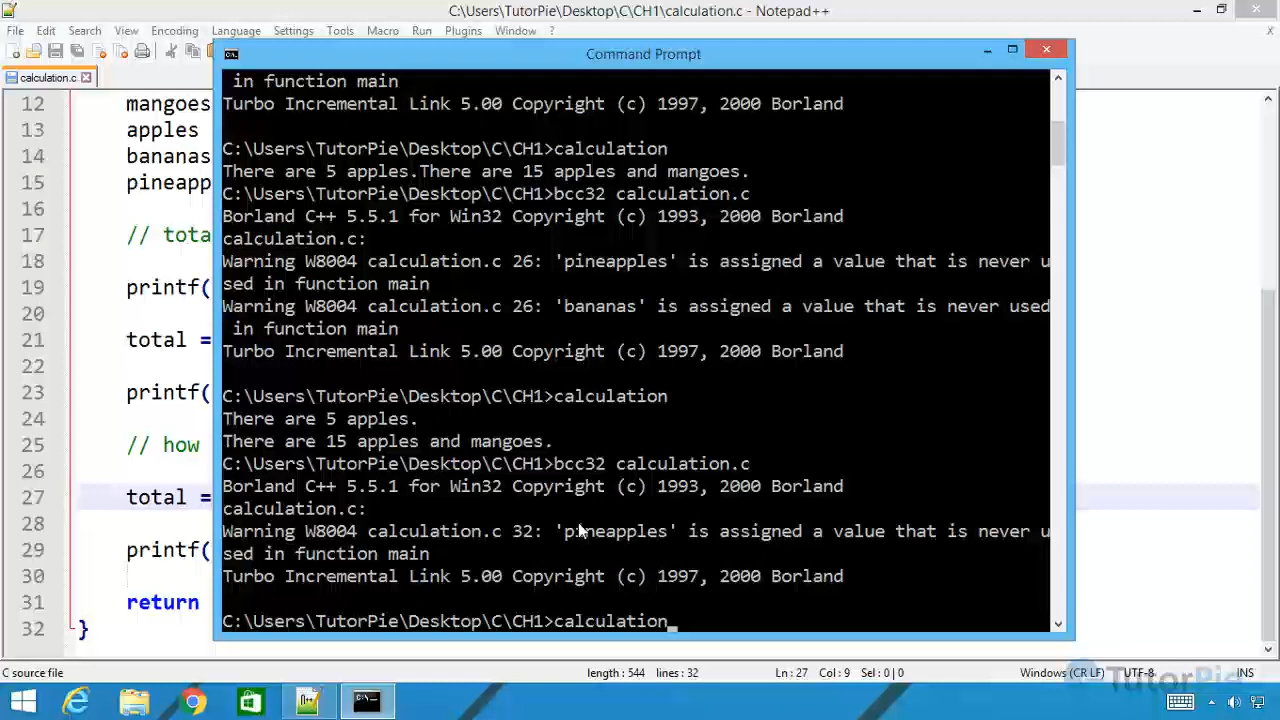 C:\Users\TutorPie\Desktop\C\CH1\calculation.c - Notepad++
File Edit Search View Encoding Language Settings Tools Macro Run Plugins Window ?
calculation.c
Command Prompt
12 mangoes
13 apples
14 bananas
15 pineapp
16
17 // tota
18
19 printf(
20
21 total =
22
23 printf(
24
25 // how
26
27 total =
28
29 printf(
30
31 return
32 }
in function main
Turbo Incremental Link 5.00 Copyright (c) 1997, 2000 Borland
C:\Users\TutorPie\Desktop\C\CH1>calculation
There are 5 apples.There are 15 apples and mangoes.
C:\Users\TutorPie\Desktop\C\CH1>bcc32 calculation.c
Borland C++ 5.5.1 for Win32 Copyright (c) 1993, 2000 Borland
calculation.c:
Warning W8004 calculation.c 26: 'pineapples' is assigned a value that is never u
sed in function main
Warning W8004 calculation.c 26: 'bananas' is assigned a value that is never used
in function main
Turbo Incremental Link 5.00 Copyright (c) 1997, 2000 Borland
C:\Users\TutorPie\Desktop\C\CH1>calculation
There are 5 apples.
There are 15 apples and mangoes.
C:\Users\TutorPie\Desktop\C\CH1>bcc32 calculation.c
Borland C++ 5.5.1 for Win32 Copyright (c) 1993, 2000 Borland
calculation.c:
Warning W8004 calculation.c 32: 'pineapples' is assigned a value that is never u
sed in function main
Turbo Incremental Link 5.00 Copyright (c) 1997, 2000 Borland
C:\Users\TutorPie\Desktop\C\CH1>calculation
C source file length : 544 lines : 32 Ln : 27 Col : 9 Sel : 0 | 0 Windows (CR LF) UTF-8 INS
TutorPie